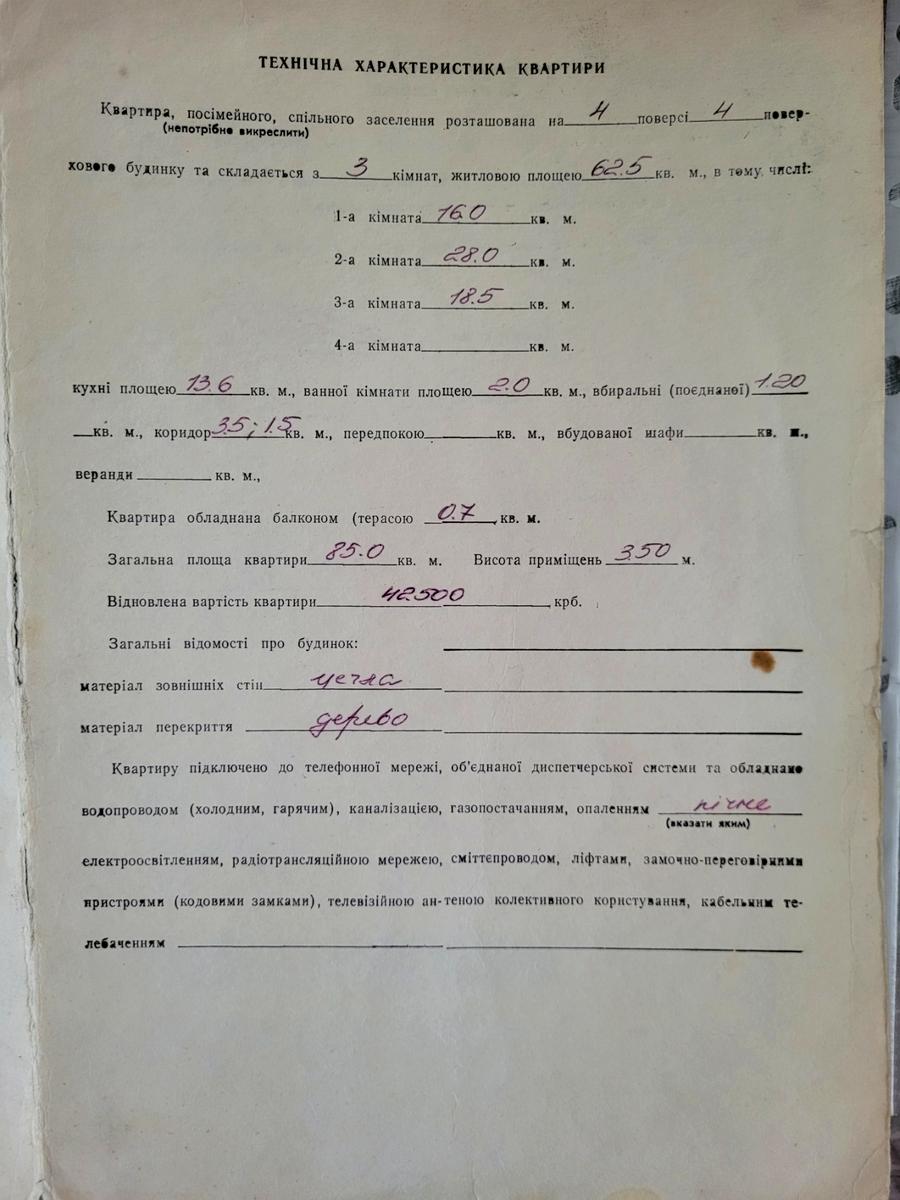 ТЕХНІЧНА ХАРАКТЕРИСТИКА КВАРТИРИ
Квартира, посімейного, спільного заселення розташована на 4 поверсі 4 повер-
(непотрібне викреслити)
хового будинку та складається з 3 кімнат, житловою площею 62.5 кв. м., в тому числі:
1-а кімната 16.0 кв. м.
2-а кімната 28.0 кв. м.
3-а кімната 18.5 кв. м.
4-а кімната кв. м.
кухні площею 13.6 кв. м., ванної кімнати площею 2.0 кв. м., вбиральні (поєднаної) 1.20
кв. м., коридор 3.5; 1.5 кв. м., передпокою кв. м., вбудованої шафи кв. м.,
веранди кв. м.,
Квартира обладнана балконом (терасою 0.7 кв. м.
Загальна площа квартири 85.0 кв. м. Висота приміщень 3.50 м.
Відновлена вартість квартири 42500 крб.
Загальні відомості про будинок:
матеріал зовнішніх стін цегла
матеріал перекриття дерево
Квартиру підключено до телефонної мережі, об'єднаної диспетчерської системи та обладнано
водопроводом (холодним, гарячим), каналізацією, газопостачанням, опаленням пічне
(вказати яким)
електроосвітленням, радіотрансляційною мережею, сміттєпроводом, ліфтами, замочно-переговірними
пристроями (кодовими замками), телевізійною ан-теною колективного користування, кабельним те-
лебаченням